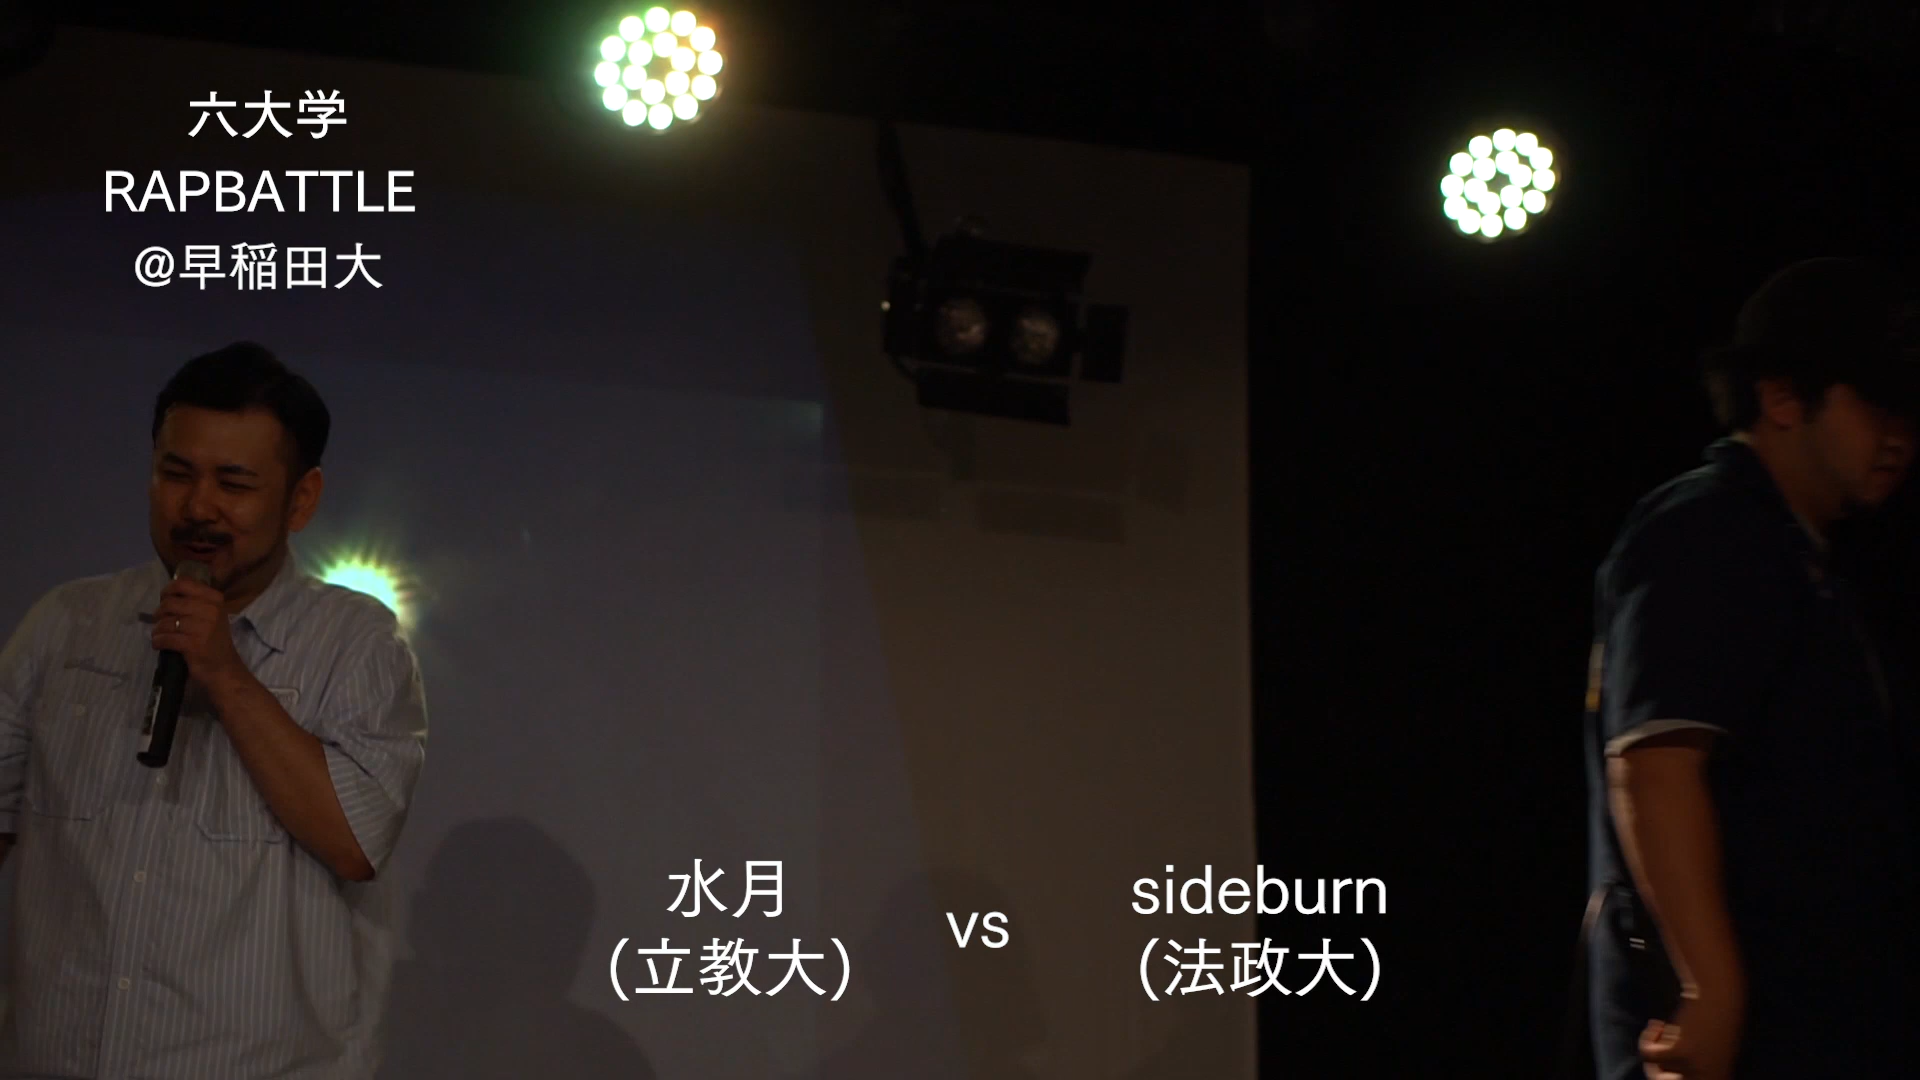 六大学
RAPBATTLE
@早稲田大
水月
(立教大)
vs
sideburn
(法政大)